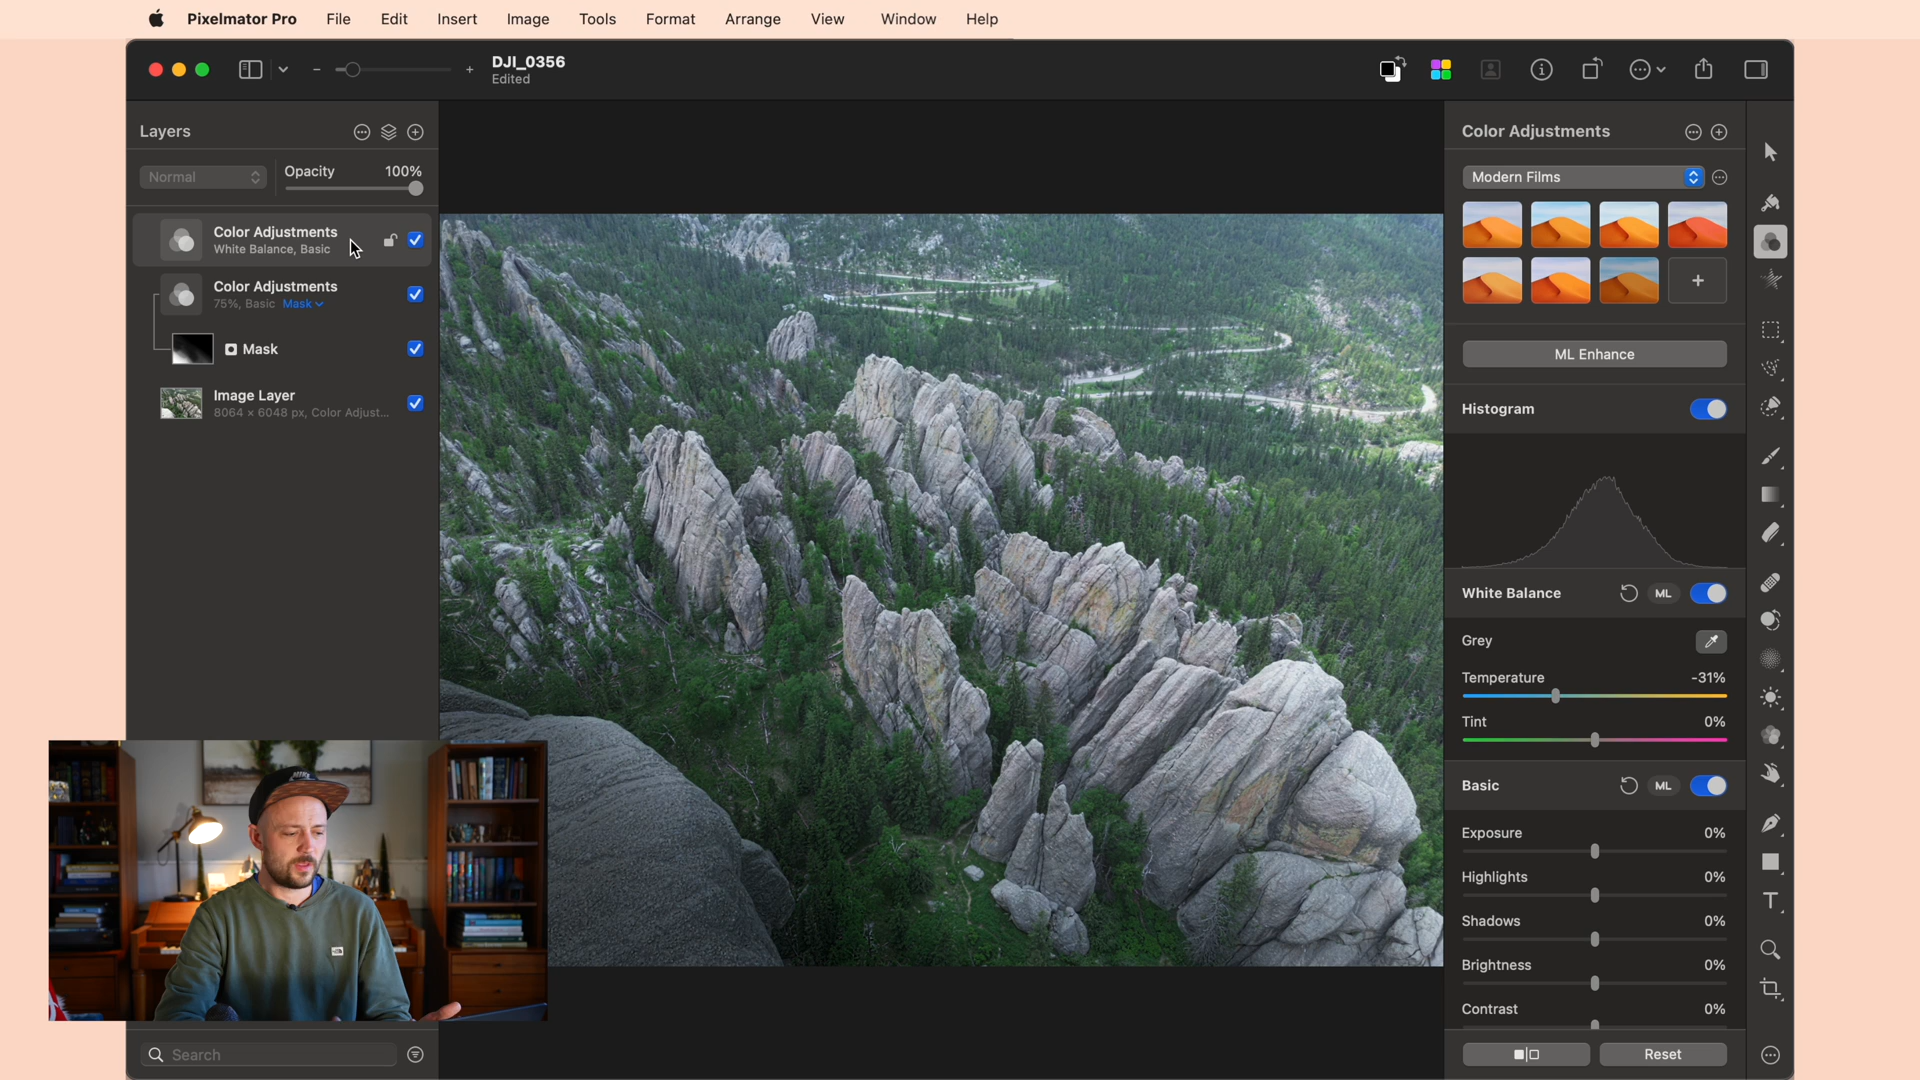 Pixelmator Pro File Edit Insert Image Tools Format Arrange View Window Help
DJI_0356
Edited
Layers
Normal
Opacity 100%
Color Adjustments
White Balance, Basic
Color Adjustments
75%, Basic Mask
Mask
Image Layer
8064 × 6048 px, Color Adjust...
Search
Color Adjustments
Modern Films
ML Enhance
Histogram
White Balance ML
Grey
Temperature -31%
Tint 0%
Basic ML
Exposure 0%
Highlights 0%
Shadows 0%
Brightness 0%
Contrast 0%
Reset
T